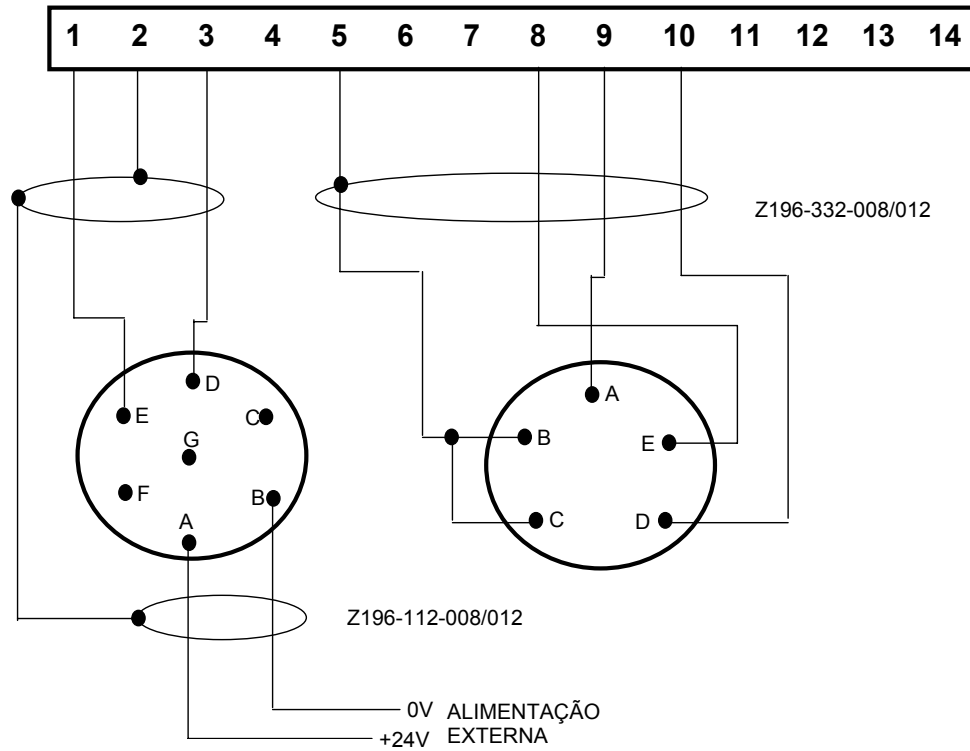 1 2 3 4 5 6 7 8 9 10 11 12 13 14
Z196-332-008/012
D
A
E
C
G
B
E
F
B
A
C
D
Z196-112-008/012
0V ALIMENTAÇÃO
+24V EXTERNA